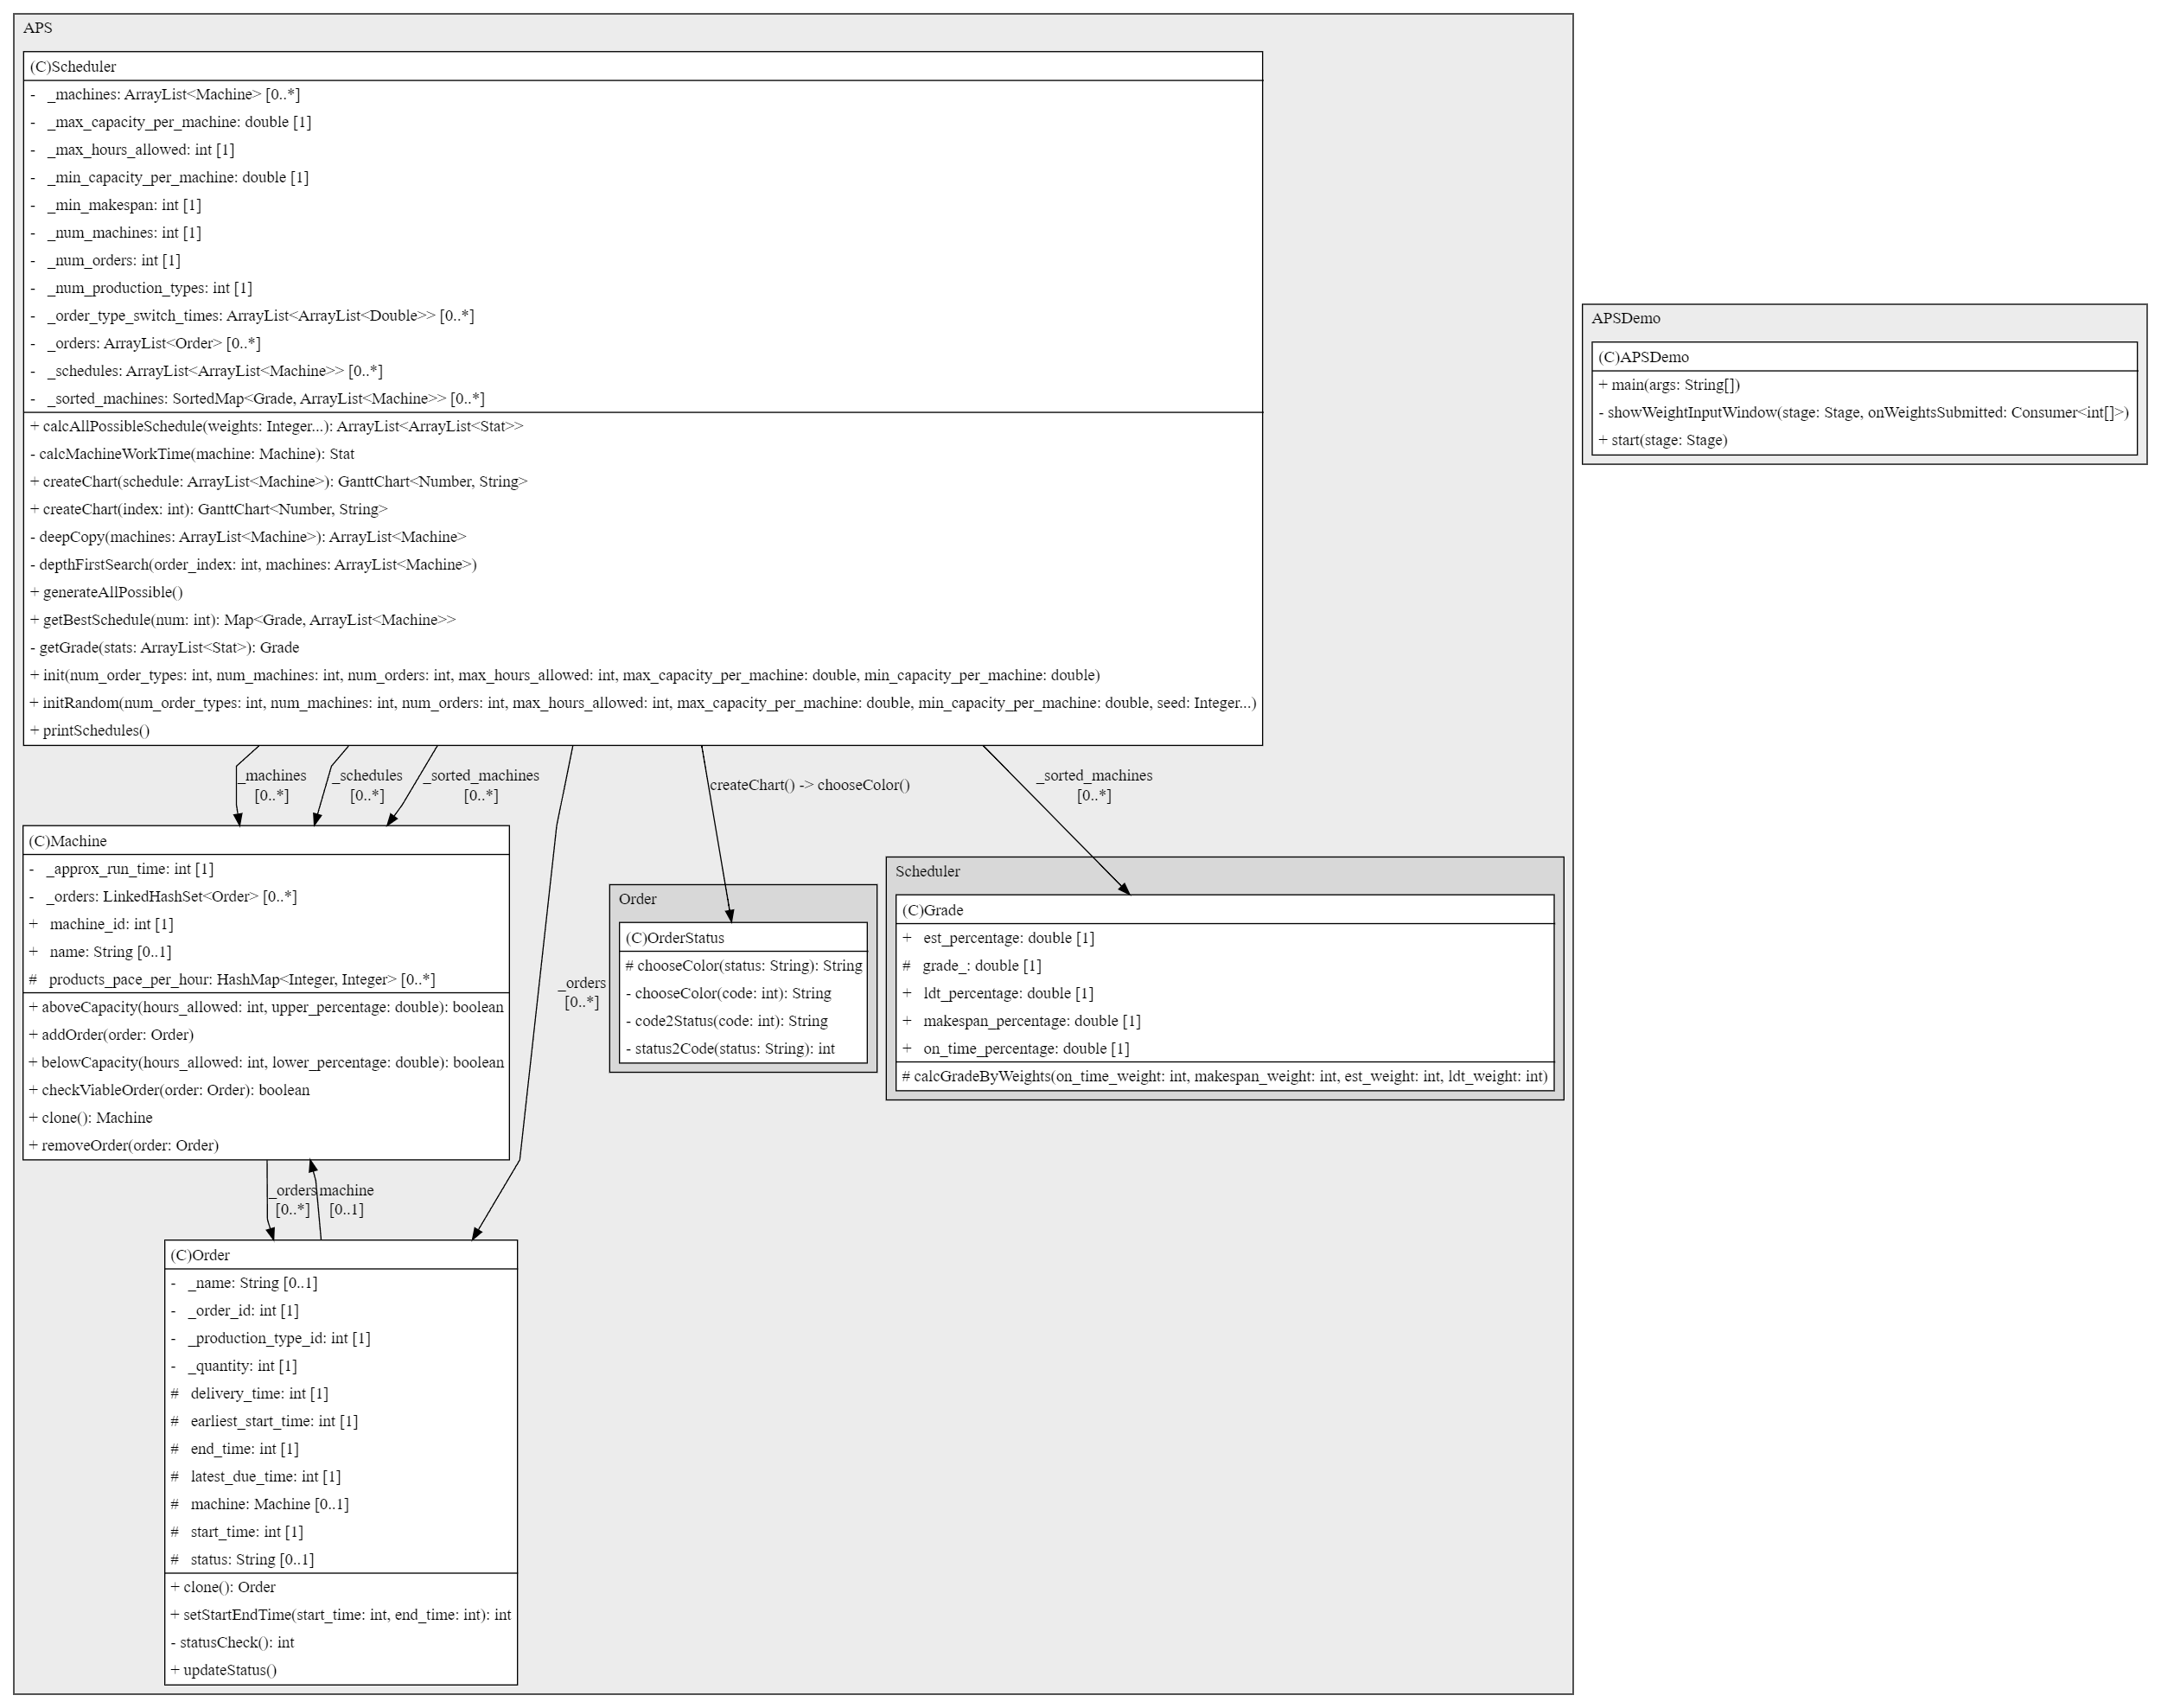 APS
(C)Scheduler
- _machines: ArrayList<Machine> [0..*]
- _max_capacity_per_machine: double [1]
- _max_hours_allowed: int [1]
- _min_capacity_per_machine: double [1]
- _min_makespan: int [1]
- _num_machines: int [1]
- _num_orders: int [1]
- _num_production_types: int [1]
- _order_type_switch_times: ArrayList<ArrayList<Double>> [0..*]
- _orders: ArrayList<Order> [0..*]
- _schedules: ArrayList<ArrayList<Machine>> [0..*]
- _sorted_machines: SortedMap<Grade, ArrayList<Machine>> [0..*]
+ calcAllPossibleSchedule(weights: Integer...): ArrayList<ArrayList<Stat>>
- calcMachineWorkTime(machine: Machine): Stat
+ createChart(schedule: ArrayList<Machine>): GanttChart<Number, String>
+ createChart(index: int): GanttChart<Number, String>
- deepCopy(machines: ArrayList<Machine>): ArrayList<Machine>
- depthFirstSearch(order_index: int, machines: ArrayList<Machine>)
+ generateAllPossible()
+ getBestSchedule(num: int): Map<Grade, ArrayList<Machine>>
- getGrade(stats: ArrayList<Stat>): Grade
+ init(num_order_types: int, num_machines: int, num_orders: int, max_hours_allowed: int, max_capacity_per_machine: double, min_capacity_per_machine: double)
+ initRandom(num_order_types: int, num_machines: int, num_orders: int, max_hours_allowed: int, max_capacity_per_machine: double, min_capacity_per_machine: double, seed: Integer...)
+ printSchedules()
APSDemo
(C)APSDemo
+ main(args: String[])
- showWeightInputWindow(stage: Stage, onWeightsSubmitted: Consumer<int[]>)
+ start(stage: Stage)
_machines
[0..*]
_schedules
[0..*]
_sorted_machines
[0..*]
createChart() -> chooseColor()
_sorted_machines
[0..*]
(C)Machine
- _approx_run_time: int [1]
- _orders: LinkedHashSet<Order> [0..*]
+ machine_id: int [1]
+ name: String [0..1]
# products_pace_per_hour: HashMap<Integer, Integer> [0..*]
+ aboveCapacity(hours_allowed: int, upper_percentage: double): boolean
+ addOrder(order: Order)
+ belowCapacity(hours_allowed: int, lower_percentage: double): boolean
+ checkViableOrder(order: Order): boolean
+ clone(): Machine
+ removeOrder(order: Order)
_orders
[0..*]
Order
(C)OrderStatus
# chooseColor(status: String): String
- chooseColor(code: int): String
- code2Status(code: int): String
- status2Code(status: String): int
Scheduler
(C)Grade
+ est_percentage: double [1]
# grade_: double [1]
+ ldt_percentage: double [1]
+ makespan_percentage: double [1]
+ on_time_percentage: double [1]
# calcGradeByWeights(on_time_weight: int, makespan_weight: int, est_weight: int, ldt_weight: int)
_orders
[0..*]
machine
[0..1]
(C)Order
- _name: String [0..1]
- _order_id: int [1]
- _production_type_id: int [1]
- _quantity: int [1]
# delivery_time: int [1]
# earliest_start_time: int [1]
# end_time: int [1]
# latest_due_time: int [1]
# machine: Machine [0..1]
# start_time: int [1]
# status: String [0..1]
+ clone(): Order
+ setStartEndTime(start_time: int, end_time: int): int
- statusCheck(): int
+ updateStatus()